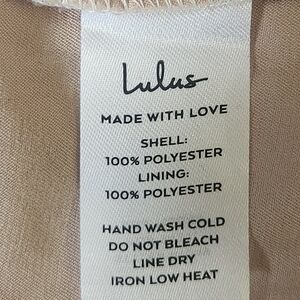 Lulus
MADE WITH LOVE
SHELL:
100% POLYESTER
LINING:
100% POLYESTER
HAND WASH COLD
DO NOT BLEACH
LINE DRY
IRON LOW HEAT